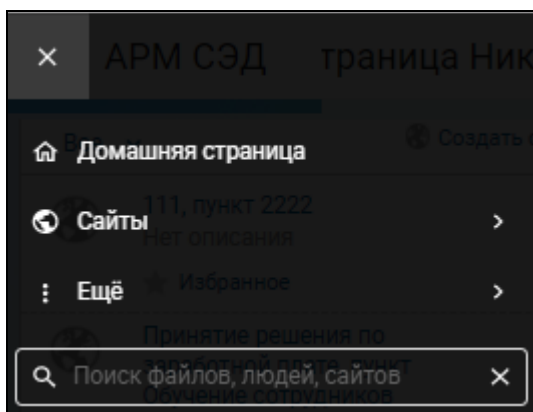 АРМ СЭД траница Ник
Создать
Домашняя страница
111, пункт 2222
Сайты
Нет описания
Ещё
Избранное
Принятие решения по
заработной плате, пункт
Поиск файлов, людей, сайтов
Обучение сотрудников